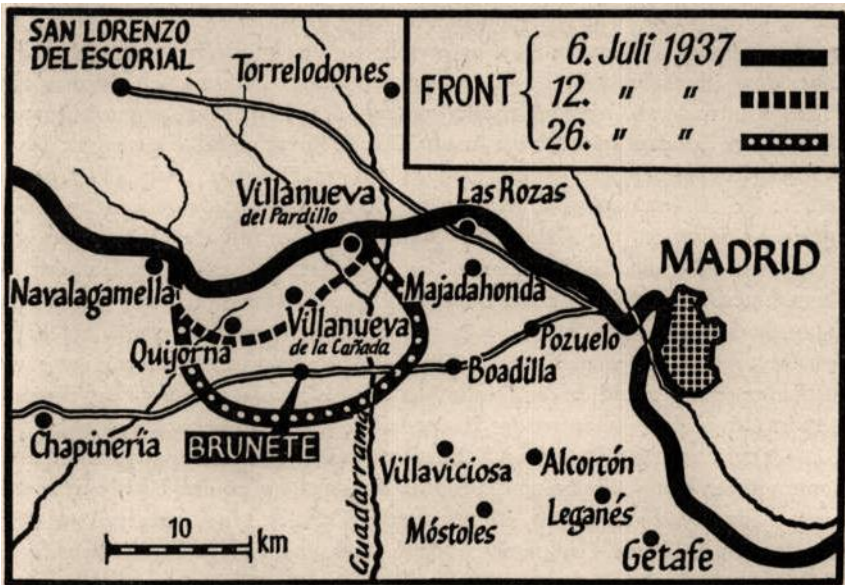 SAN LORENZO
DEL ESCORIAL
Torrelodones
FRONT
6. Juli 1937
12. " "
26. " "
Villànueva
del Pardillo
Las Rozas
MADRID
Navalagamella
Majadahonda
Villanueva
de la Cañada
Quijorna
Pozuelo
Boadilla
Chapinería
BRUNETE
Guadarrama
Villaviciosa
Alcorcón
Leganés
Móstoles
Getafe
10
km